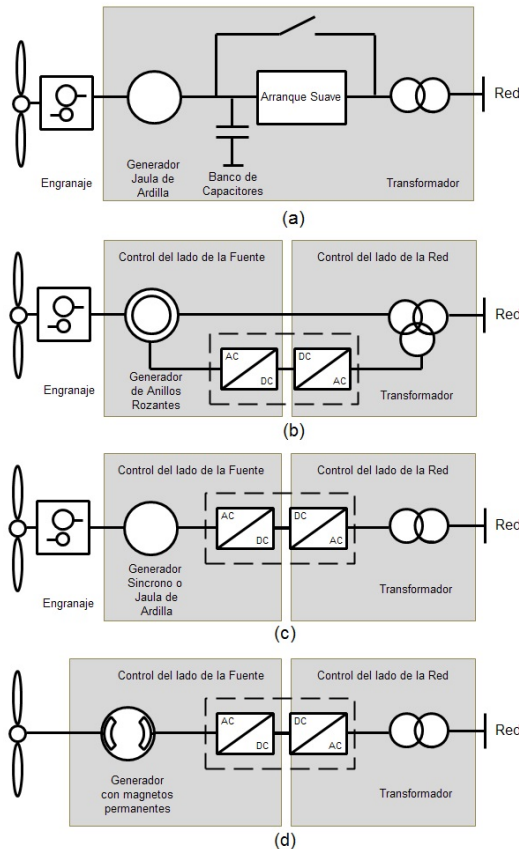 Arranque Suave
Red
Generador
Jaula de
Ardilla
Banco de
Capacitores
Engranaje
Transformador
(a)
Control del lado de la Fuente
Control del lado de la Red
Red
AC
DC
DC
AC
Generador
de Anillos
Rozantes
Engranaje
Transformador
(b)
Control del lado de la Fuente
Control del lado de la Red
AC
DC
DC
AC
Red
Generador
Sincrono o
Jaula de
Ardilla
Engranaje
Transformador
(c)
Control del lado de la Fuente
Control del lado de la Red
AC
DC
DC
AC
Red
Generador
con magnetos
permanentes
Transformador
(d)